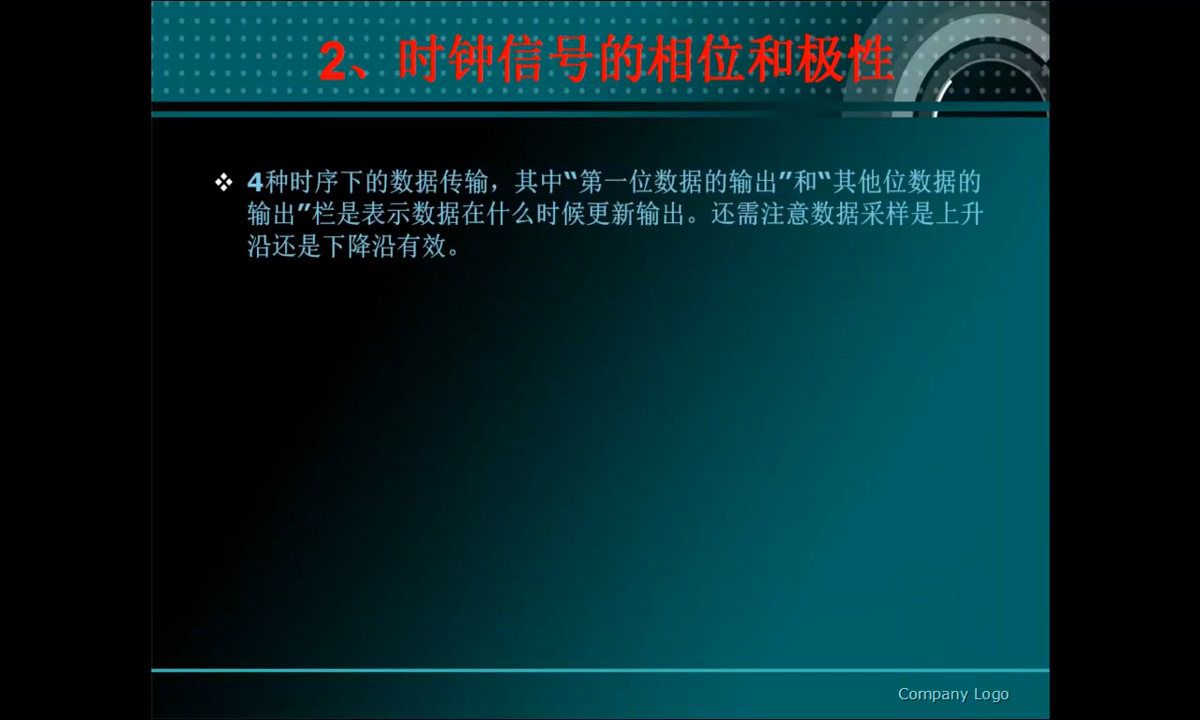 2、时钟信号的相位和极性
4种时序下的数据传输，其中“第一位数据的输出”和“其他位数据的
输出”栏是表示数据在什么时候更新输出。还需注意数据采样是上升
沿还是下降沿有效。
Company Logo